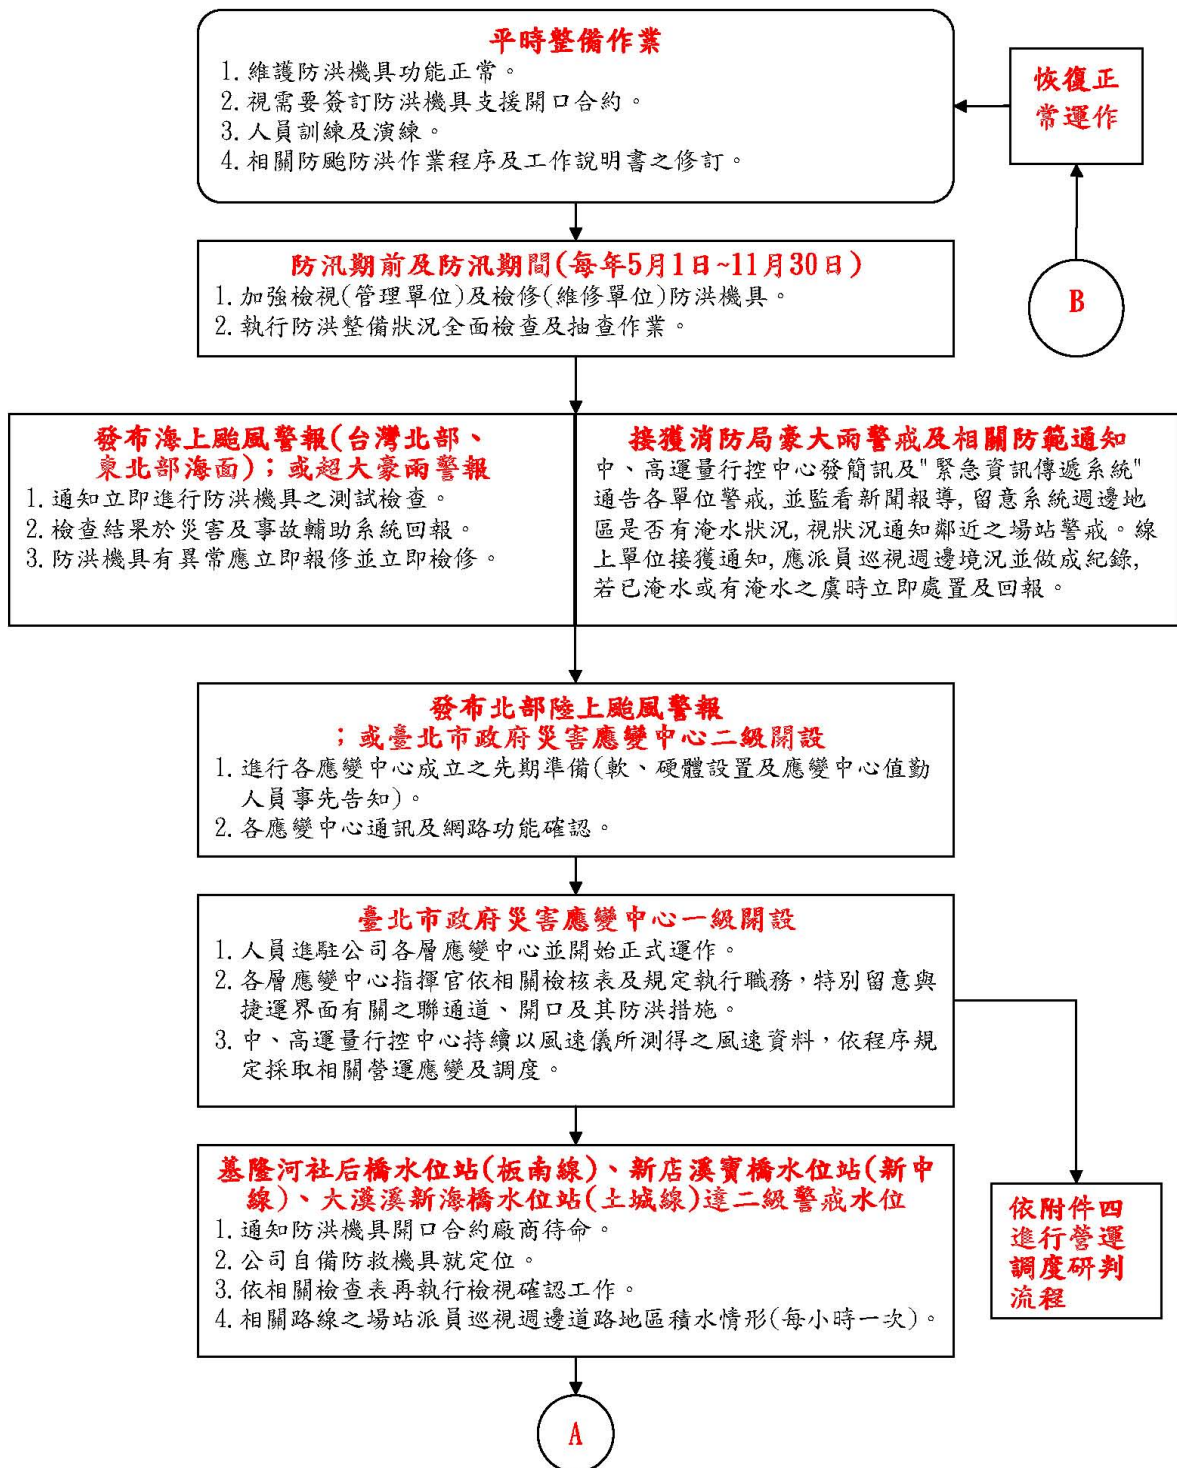 平時整備作業
1. 維護防洪機具功能正常。
2. 視需要簽訂防洪機具支援開口合約。
3. 人員訓練及演練。
4. 相關防颱防洪作業程序及工作說明書之修訂。
恢復正
常運作
B
防汛期前及防汛期間(每年5月1日~11月30日)
1. 加強檢視(管理單位)及檢修(維修單位)防洪機具。
2. 執行防洪整備狀況全面檢查及抽查作業。
發布海上颱風警報(台灣北部、
東北部海面)；或超大豪雨警報
1. 通知立即進行防洪機具之測試檢查。
2. 檢查結果於災害及事故輔助系統回報。
3. 防洪機具有異常應立即報修並立即檢修。
接獲消防局豪大雨警戒及相關防範通知
中、高運量行控中心發簡訊及"緊急資訊傳遞系統"
通告各單位警戒, 並監看新聞報導, 留意系統週邊地
區是否有淹水狀況, 視狀況通知鄰近之場站警戒。線
上單位接獲通知, 應派員巡視週邊境況並做成紀錄,
若已淹水或有淹水之虞時立即處置及回報。
發布北部陸上颱風警報
；或臺北市政府災害應變中心二級開設
1. 進行各應變中心成立之先期準備(軟、硬體設置及應變中心值勤
人員事先告知)。
2. 各應變中心通訊及網路功能確認。
臺北市政府災害應變中心一級開設
1. 人員進駐公司各層應變中心並開始正式運作。
2. 各層應變中心指揮官依相關檢核表及規定執行職務，特別留意與
捷運界面有關之聯通道、開口及其防洪措施。
3. 中、高運量行控中心持續以風速儀所測得之風速資料，依程序規
定採取相關營運應變及調度。
基隆河社后橋水位站(板南線)、新店溪寶橋水位站(新中
線)、大漢溪新海橋水位站(土城線)達二級警戒水位
1. 通知防洪機具開口合約廠商待命。
2. 公司自備防救機具就定位。
3. 依相關檢查表再執行檢視確認工作。
4. 相關路線之場站派員巡視週邊道路地區積水情形(每小時一次)。
依附件四
進行營運
調度研判
流程
A